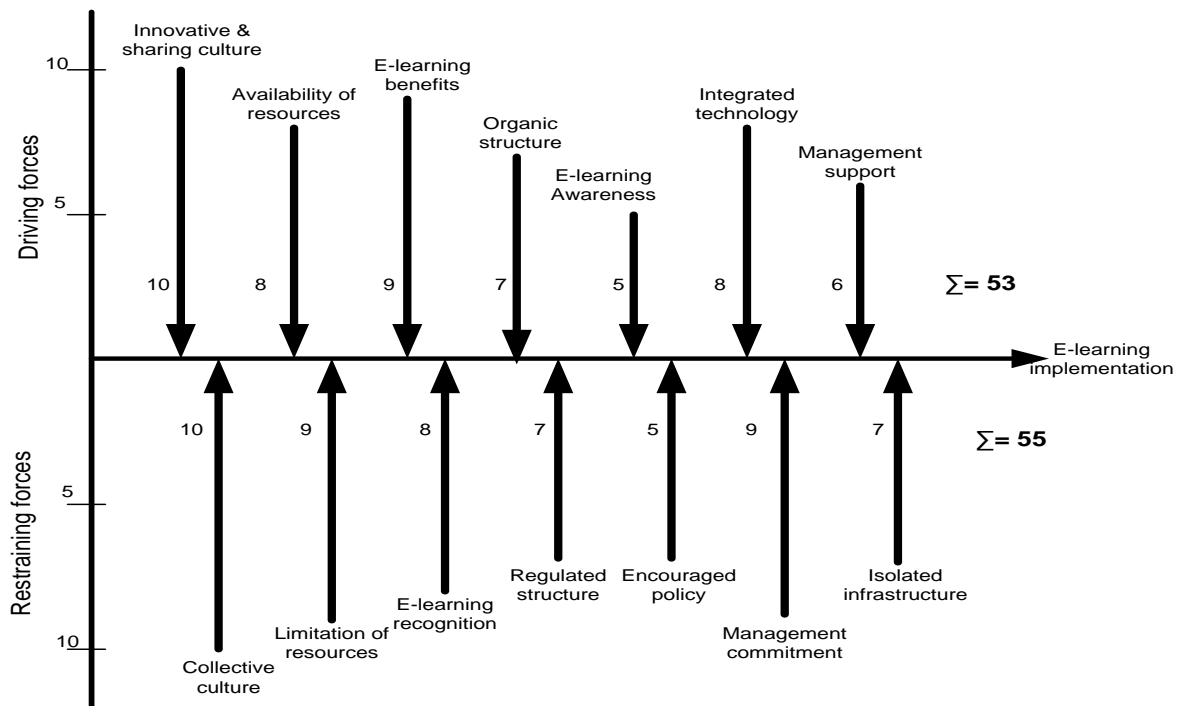 Innovative &
sharing culture
E-learning
benefits
Availability of
resources
Integrated
technology
Organic
structure
Management
support
E-learning
Awareness
10
5
Driving forces
10
8
9
7
5
8
6
∑= 53
E-learning
implementation
10
9
8
7
5
9
7
∑= 55
5
10
Restraining forces
Regulated
structure
Encouraged
policy
Isolated
infrastructure
E-learning
recognition
Limitation of
resources
Management
commitment
Collective
culture